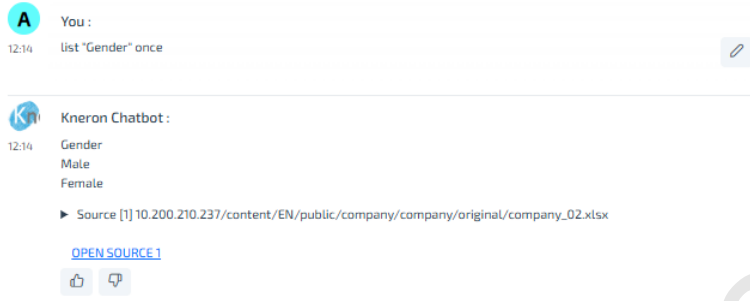 A
You :
12:14
list "Gender" once
Kn
Kneron Chatbot :
12:14
Gender
Male
Female
▶ Source [1] 10.200.210.237/content/EN/public/company/company/original/company_02.xlsx
OPEN SOURCE 1